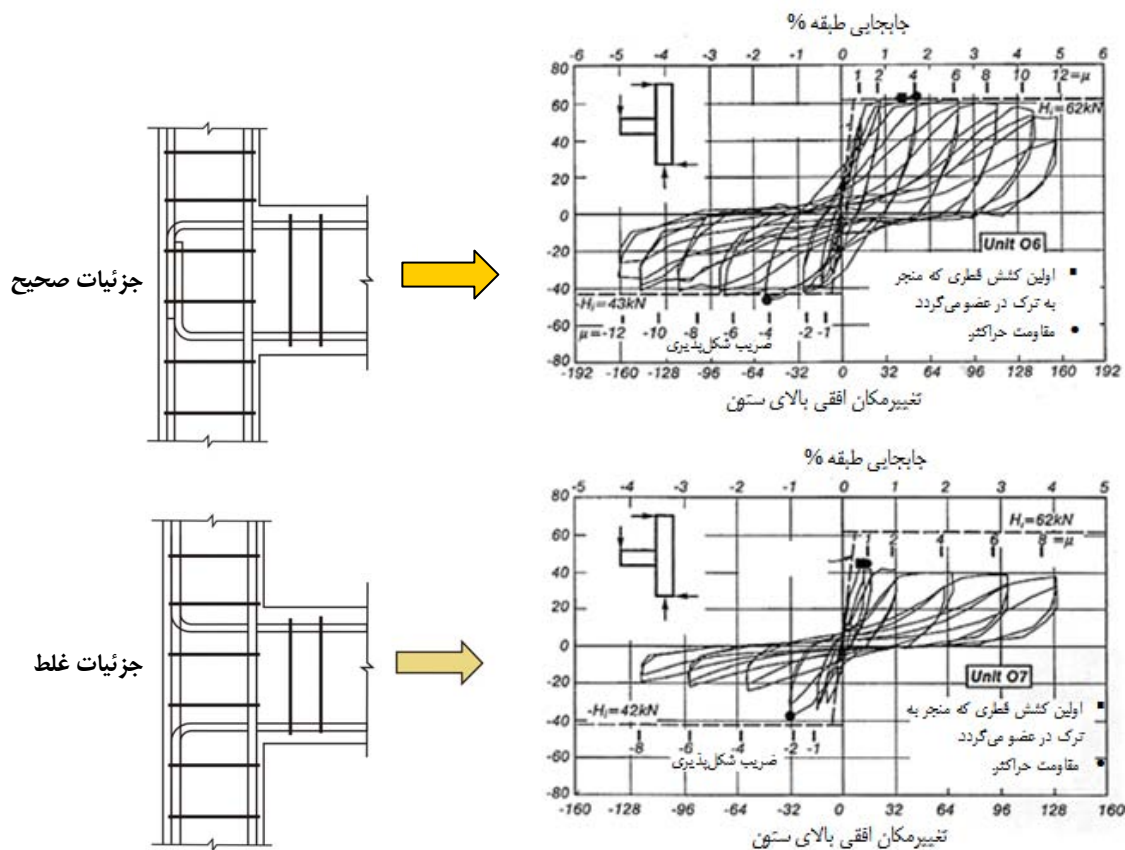 جابجایی طبقه %
-6 -5 -4 -3 -2 -1 0 1 2 3 4 5 6
80
60
40
20
0
-20
-40
-60
-80
1 2 4 6 8 10 12=μ
Hᵢ=62kN
Unit O6
-Hᵢ=43kN
μ=-12 -10 -8 -6 -4 -2 -1
ضریب شکل‌پذیری
■ اولین کشش قطری که منجر
به ترک در عضو می‌گردد.
● مقاومت حراکثر.
-192 -160 -128 -96 -64 -32 0 32 64 96 128 160 192
تغییرمکان افقی بالای ستون
جزئیات صحیح
جابجایی طبقه %
-5 -4 -3 -2 -1 0 1 2 3 4 5
80
60
40
20
0
-20
-40
-60
-80
Hᵢ=62kN
1 2 4 6 8=μ
Unit O7
-Hᵢ=42kN
-8 -6 -4 -2 -1
ضریب شکل‌پذیری
■ اولین کشش قطری که منجر به
ترک در عضو می‌گردد.
● مقاومت حراکثر.
-160 -128 -96 -64 -32 0 32 64 96 128 160
تغییرمکان افقی بالای ستون
جزئیات غلط